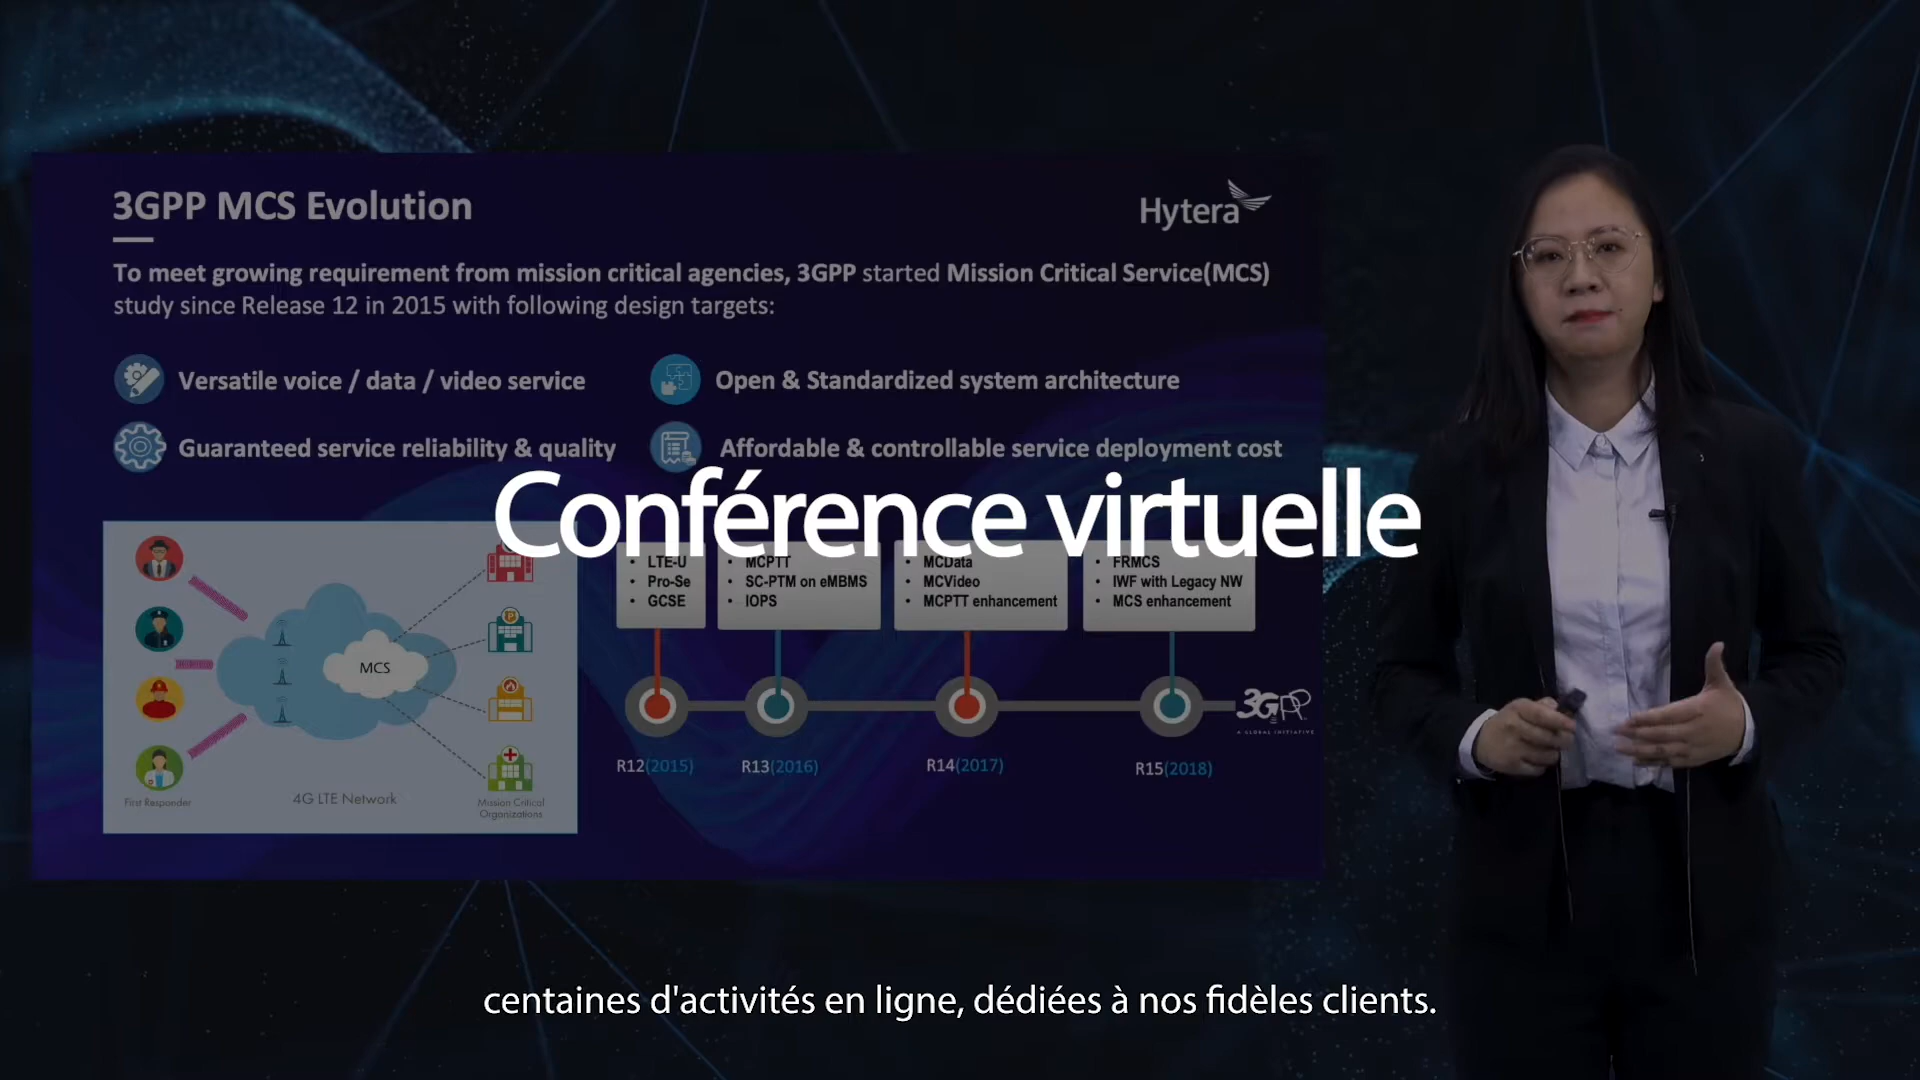 3GPP MCS Evolution
Hytera
To meet growing requirement from mission critical agencies, 3GPP started Mission Critical Service(MCS)
study since Release 12 in 2015 with following design targets:
Versatile voice / data / video service
Open & Standardized system architecture
Guaranteed service reliability & quality
Affordable & controllable service deployment cost
Conférence virtuelle
• LTE-U
• Pro-Se
• GCSE
• MCPTT
• SC-PTM on eMBMS
• IOPS
• MCData
• MCVideo
• MCPTT enhancement
• FRMCS
• IWF with Legacy NW
• MCS enhancement
MCS
First Responder
4G LTE Network
Mission Critical
Organizations
3GPP
A GLOBAL INITIATIVE
R12(2015)
R13(2016)
R14(2017)
R15(2018)
centaines d'activités en ligne, dédiées à nos fidèles clients.